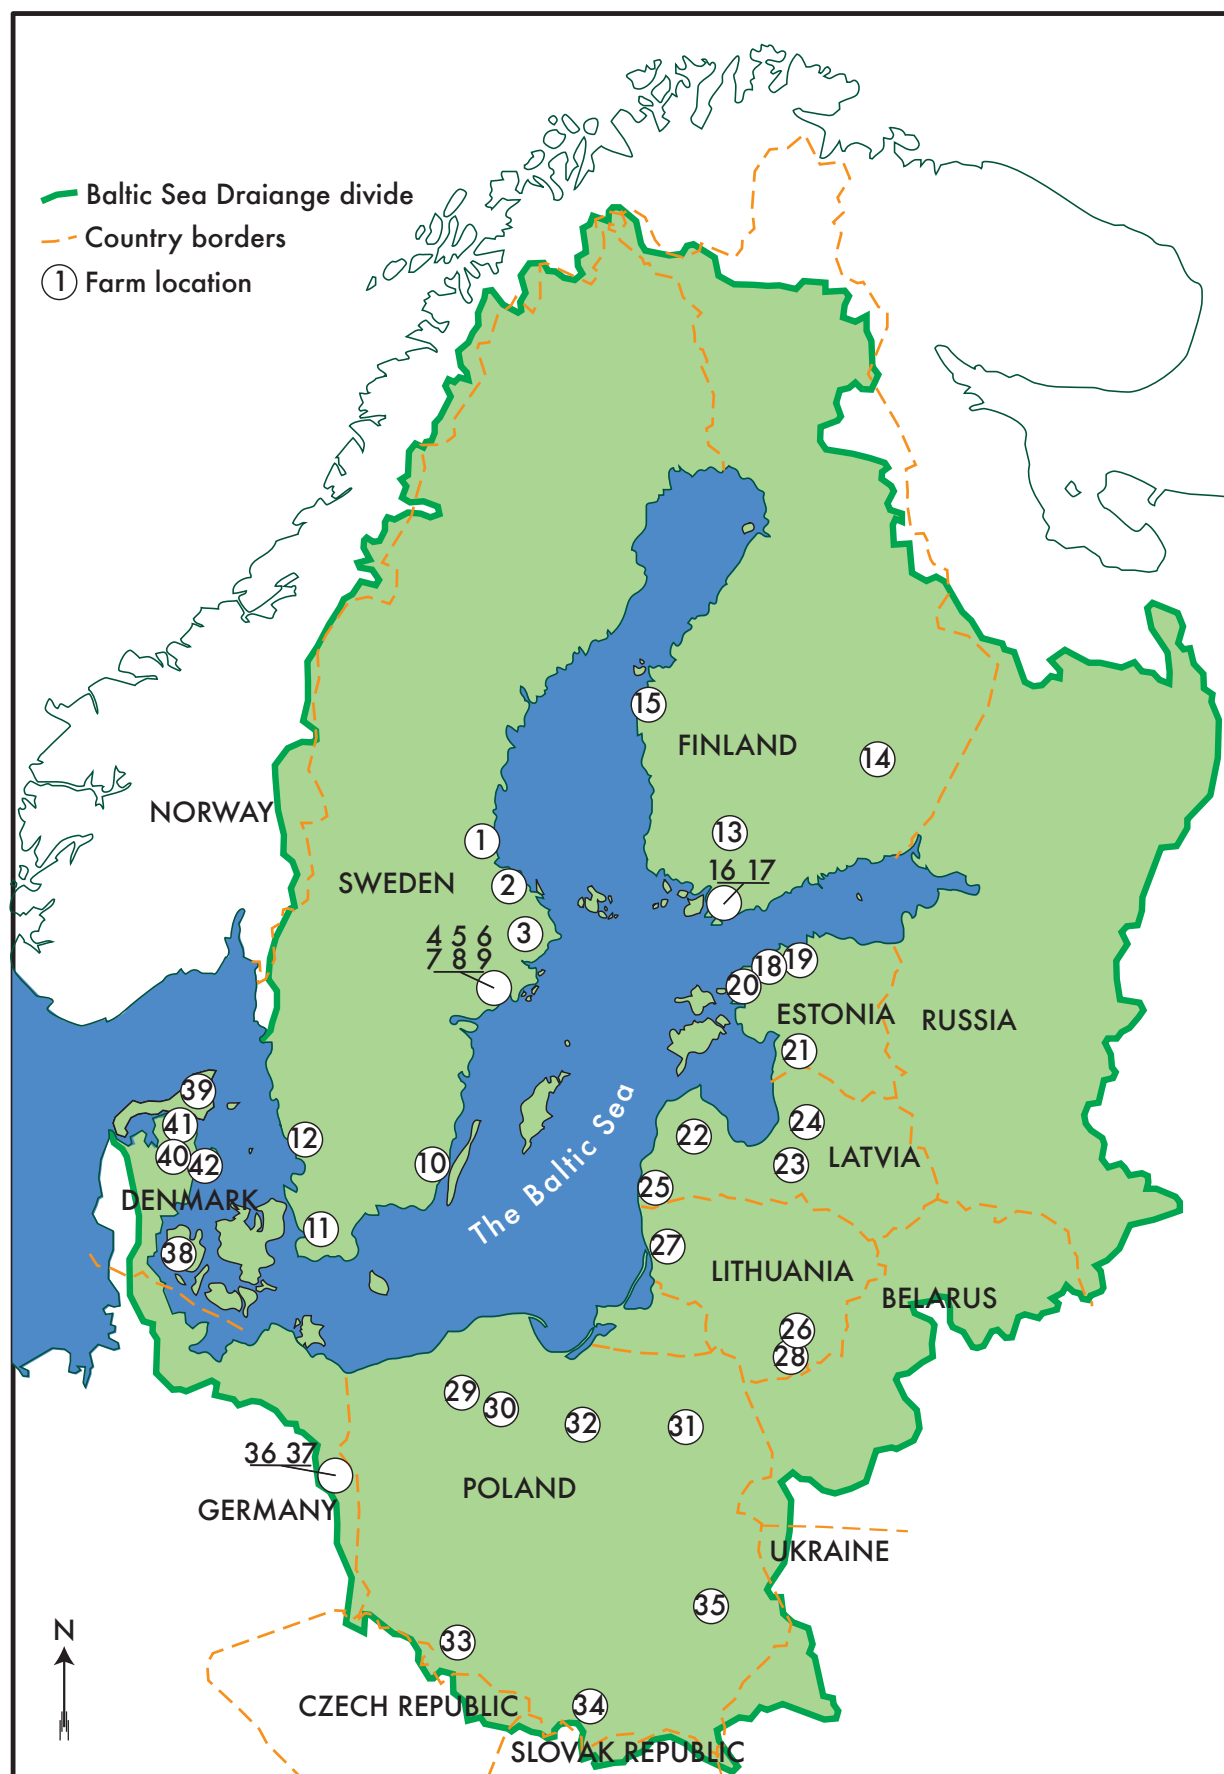 Baltic Sea Draiange divide
Country borders
1 Farm location
15
FINLAND
14
NORWAY
13
1
16 17
SWEDEN
2
3
4 5 6
7 8 9
18
19
20
ESTONIA
RUSSIA
21
39
41
24
12
22
40
42
10
23
LATVIA
The Baltic Sea
25
DENMARK
11
27
38
LITHUANIA
BELARUS
26
28
29
30
32
31
36 37
POLAND
GERMANY
UKRAINE
35
N
33
CZECH REPUBLIC
34
SLOVAK REPUBLIC